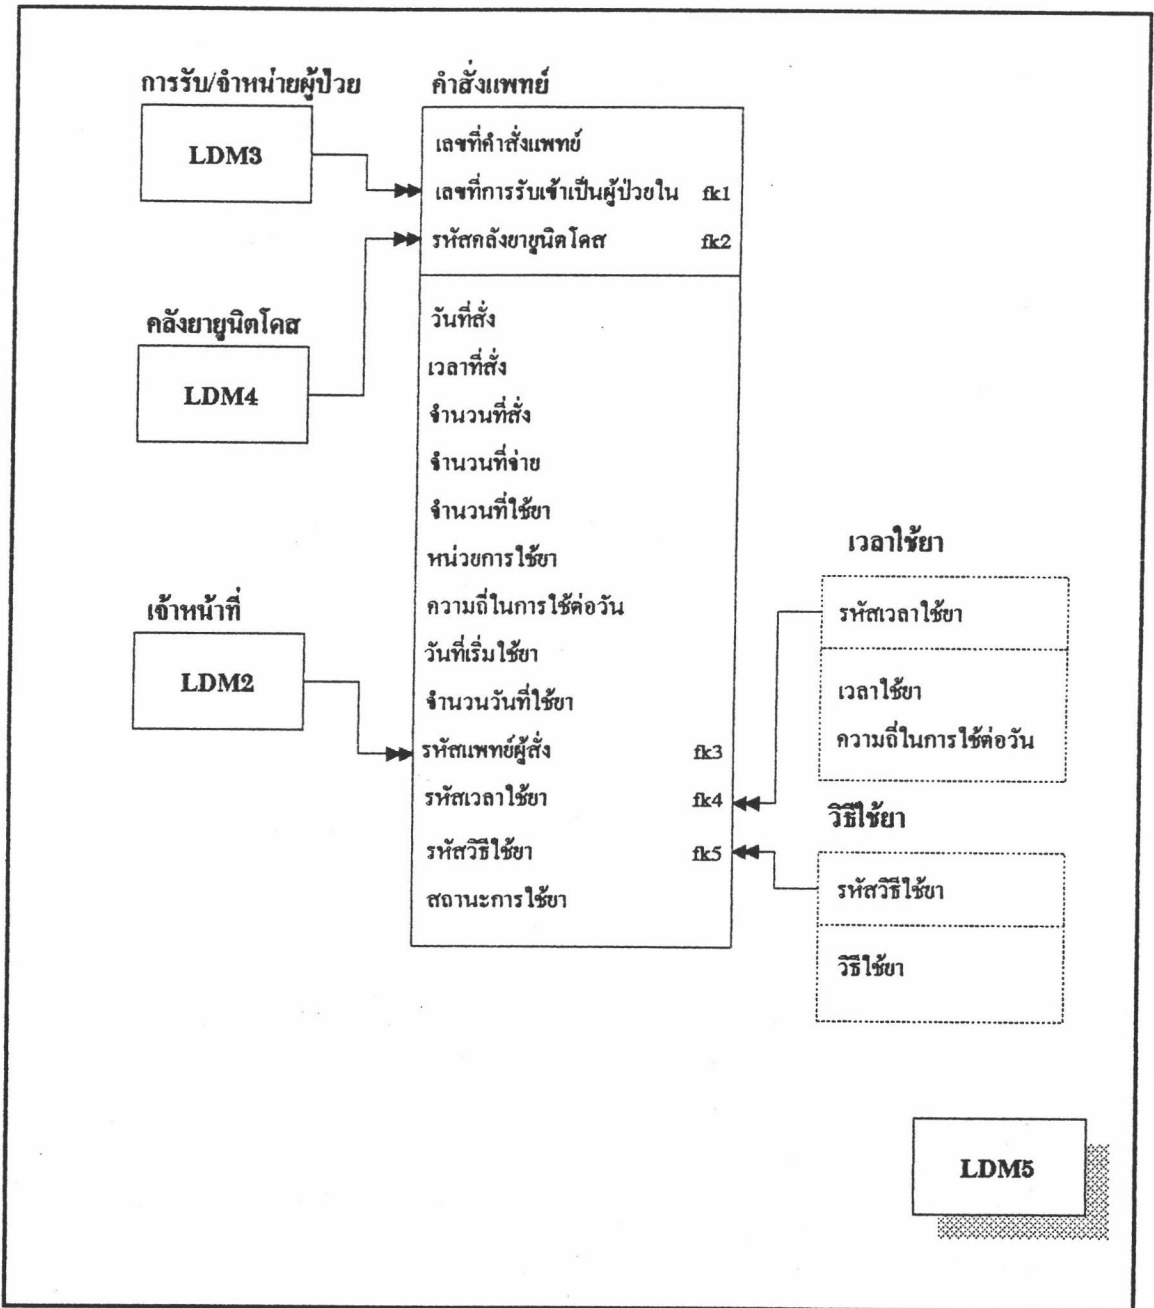 การรับ/จำหน่ายผู้ป่วย
LDM3
คำสั่งแพทย์
เลขที่คำสั่งแพทย์
เลขที่การรับเข้าเป็นผู้ป่วยใน fk1
รหัสคลังยายูนิตโดส fk2
วันที่สั่ง
เวลาที่สั่ง
จำนวนที่สั่ง
จำนวนที่จ่าย
จำนวนที่ใช้ยา
หน่วยการใช้ยา
ความถี่ในการใช้ต่อวัน
วันที่เริ่มใช้ยา
จำนวนวันที่ใช้ยา
รหัสแพทย์ผู้สั่ง fk3
รหัสเวลาใช้ยา fk4
รหัสวิธีใช้ยา fk5
สถานะการใช้ยา
คลังยายูนิตโดส
LDM4
เจ้าหน้าที่
LDM2
เวลาใช้ยา
รหัสเวลาใช้ยา
เวลาใช้ยา
ความถี่ในการใช้ต่อวัน
วิธีใช้ยา
รหัสวิธีใช้ยา
วิธีใช้ยา
LDM5